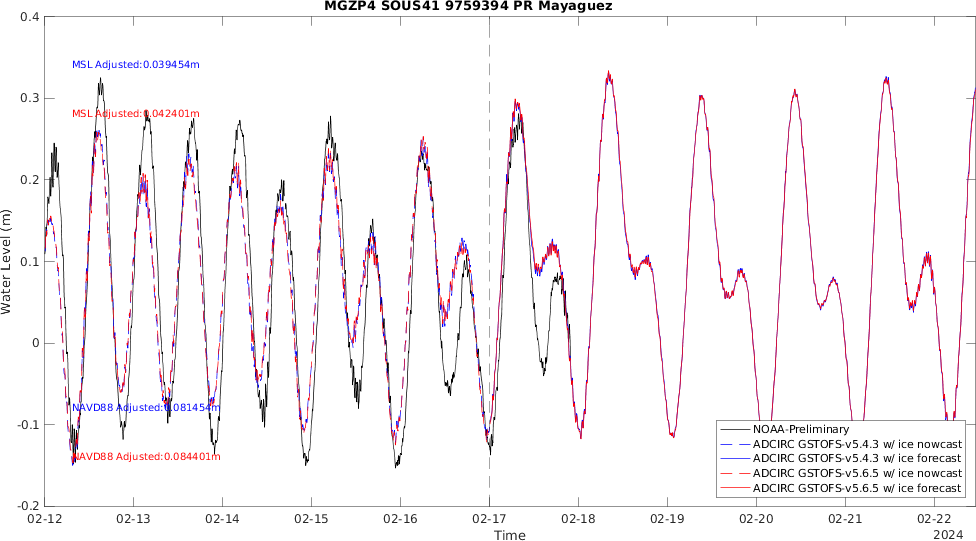 MGZP4 SOUS41 9759394 PR Mayaguez
0.4
0.3
0.2
0.1
0
-0.1
-0.2
Water Level (m)
MSL Adjusted:0.039454m
MSL Adjusted:0.042401m
NAVD88 Adjusted:0.081454m
NAVD88 Adjusted:0.084401m
NOAA-Preliminary
ADCIRC GSTOFS-v5.4.3 w/ ice nowcast
ADCIRC GSTOFS-v5.4.3 w/ ice forecast
ADCIRC GSTOFS-v5.6.5 w/ ice nowcast
ADCIRC GSTOFS-v5.6.5 w/ ice forecast
02-12 02-13 02-14 02-15 02-16 02-17 02-18 02-19 02-20 02-21 02-22
Time
2024